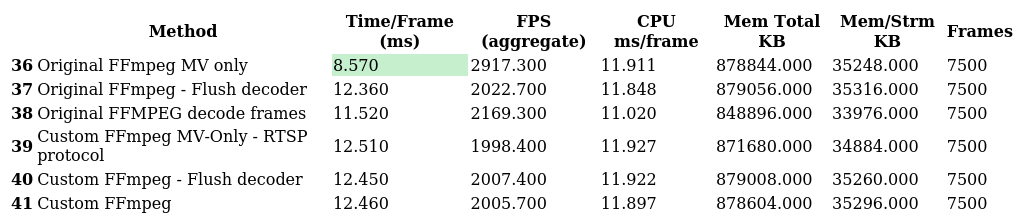 Method Time/Frame (ms) FPS (aggregate) CPU ms/frame Mem Total KB Mem/Strm KB Frames
36 Original FFmpeg MV only 8.570 2917.300 11.911 878844.000 35248.000 7500
37 Original FFmpeg - Flush decoder 12.360 2022.700 11.848 879056.000 35316.000 7500
38 Original FFMPEG decode frames 11.520 2169.300 11.020 848896.000 33976.000 7500
39 Custom FFmpeg MV-Only - RTSP protocol 12.510 1998.400 11.927 871680.000 34884.000 7500
40 Custom FFmpeg - Flush decoder 12.450 2007.400 11.922 879008.000 35260.000 7500
41 Custom FFmpeg 12.460 2005.700 11.897 878604.000 35296.000 7500